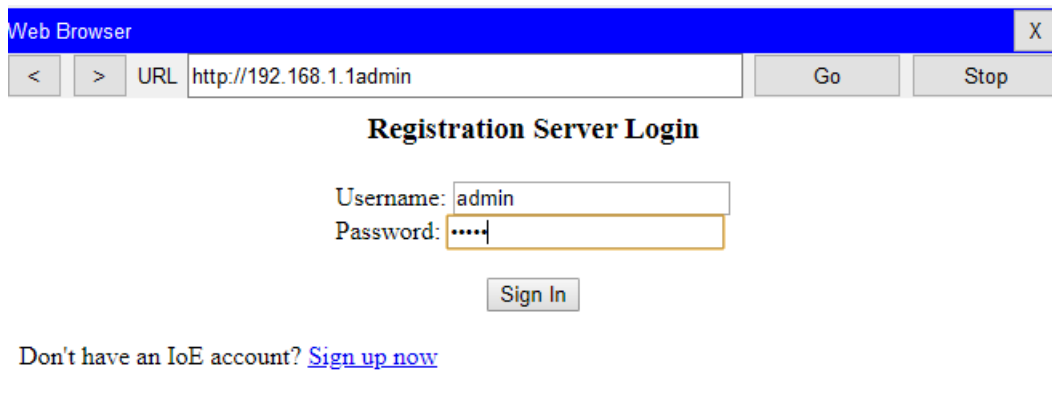 Web Browser X
< > URL http://192.168.1.1admin Go Stop
Registration Server Login
Username: admin
Password: •••••
Sign In
Don't have an IoE account? Sign up now